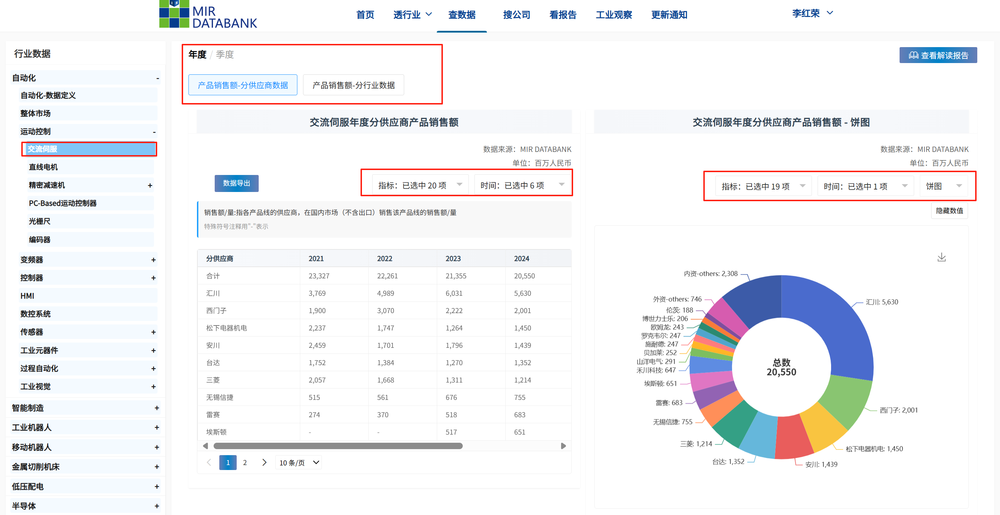 MIR
DATABANK
首页 透行业 查数据 搜公司 看报告 工业观察 更新通知 李红荣
行业数据
自动化 -
自动化-数据定义
整体市场
运动控制 -
交流伺服
直线电机
精密减速机 +
PC-Based运动控制器
光栅尺
编码器
变频器 +
控制器 +
HMI
数控系统
传感器 +
工业元器件 +
过程自动化 +
工业视觉 +
智能制造 +
工业机器人 +
移动机器人 +
金属切削机床 +
低压配电 +
半导体 +
年度 / 季度
查看解读报告
产品销售额-分供应商数据 产品销售额-分行业数据
交流伺服年度分供应商产品销售额
数据来源：MIR DATABANK
单位：百万人民币
数据导出 指标：已选中 20 项 时间：已选中 6 项
销售额/量:指各产品线的供应商，在国内市场（不含出口）销售该产品线的销售额/量
特殊符号注释用"-"表示
分供应商 2021 2022 2023 2024
合计 23,327 22,261 21,355 20,550
汇川 3,769 4,989 6,031 5,630
西门子 1,900 3,070 2,222 2,001
松下电器机电 2,237 1,747 1,264 1,450
安川 2,459 1,701 1,796 1,439
台达 1,752 1,384 1,270 1,352
三菱 2,057 1,668 1,311 1,214
无锡信捷 515 561 676 755
雷赛 274 370 518 683
埃斯顿 - - 517 651
1 2 10 条/页
交流伺服年度分供应商产品销售额 - 饼图
数据来源：MIR DATABANK
单位：百万人民币
指标：已选中 19 项 时间：已选中 1 项 饼图
隐藏数值
内资-others: 2,308
外资-others: 746
伦茨: 188
博世力士乐: 206
欧姆龙: 243
罗克韦尔: 247
施耐德: 247
贝加莱: 252
山洋电气: 291
禾川科技: 647
埃斯顿: 651
雷赛: 683
无锡信捷: 755
三菱: 1,214
台达: 1,352
安川: 1,439
松下电器机电: 1,450
西门子: 2,001
汇川: 5,630
总数
20,550